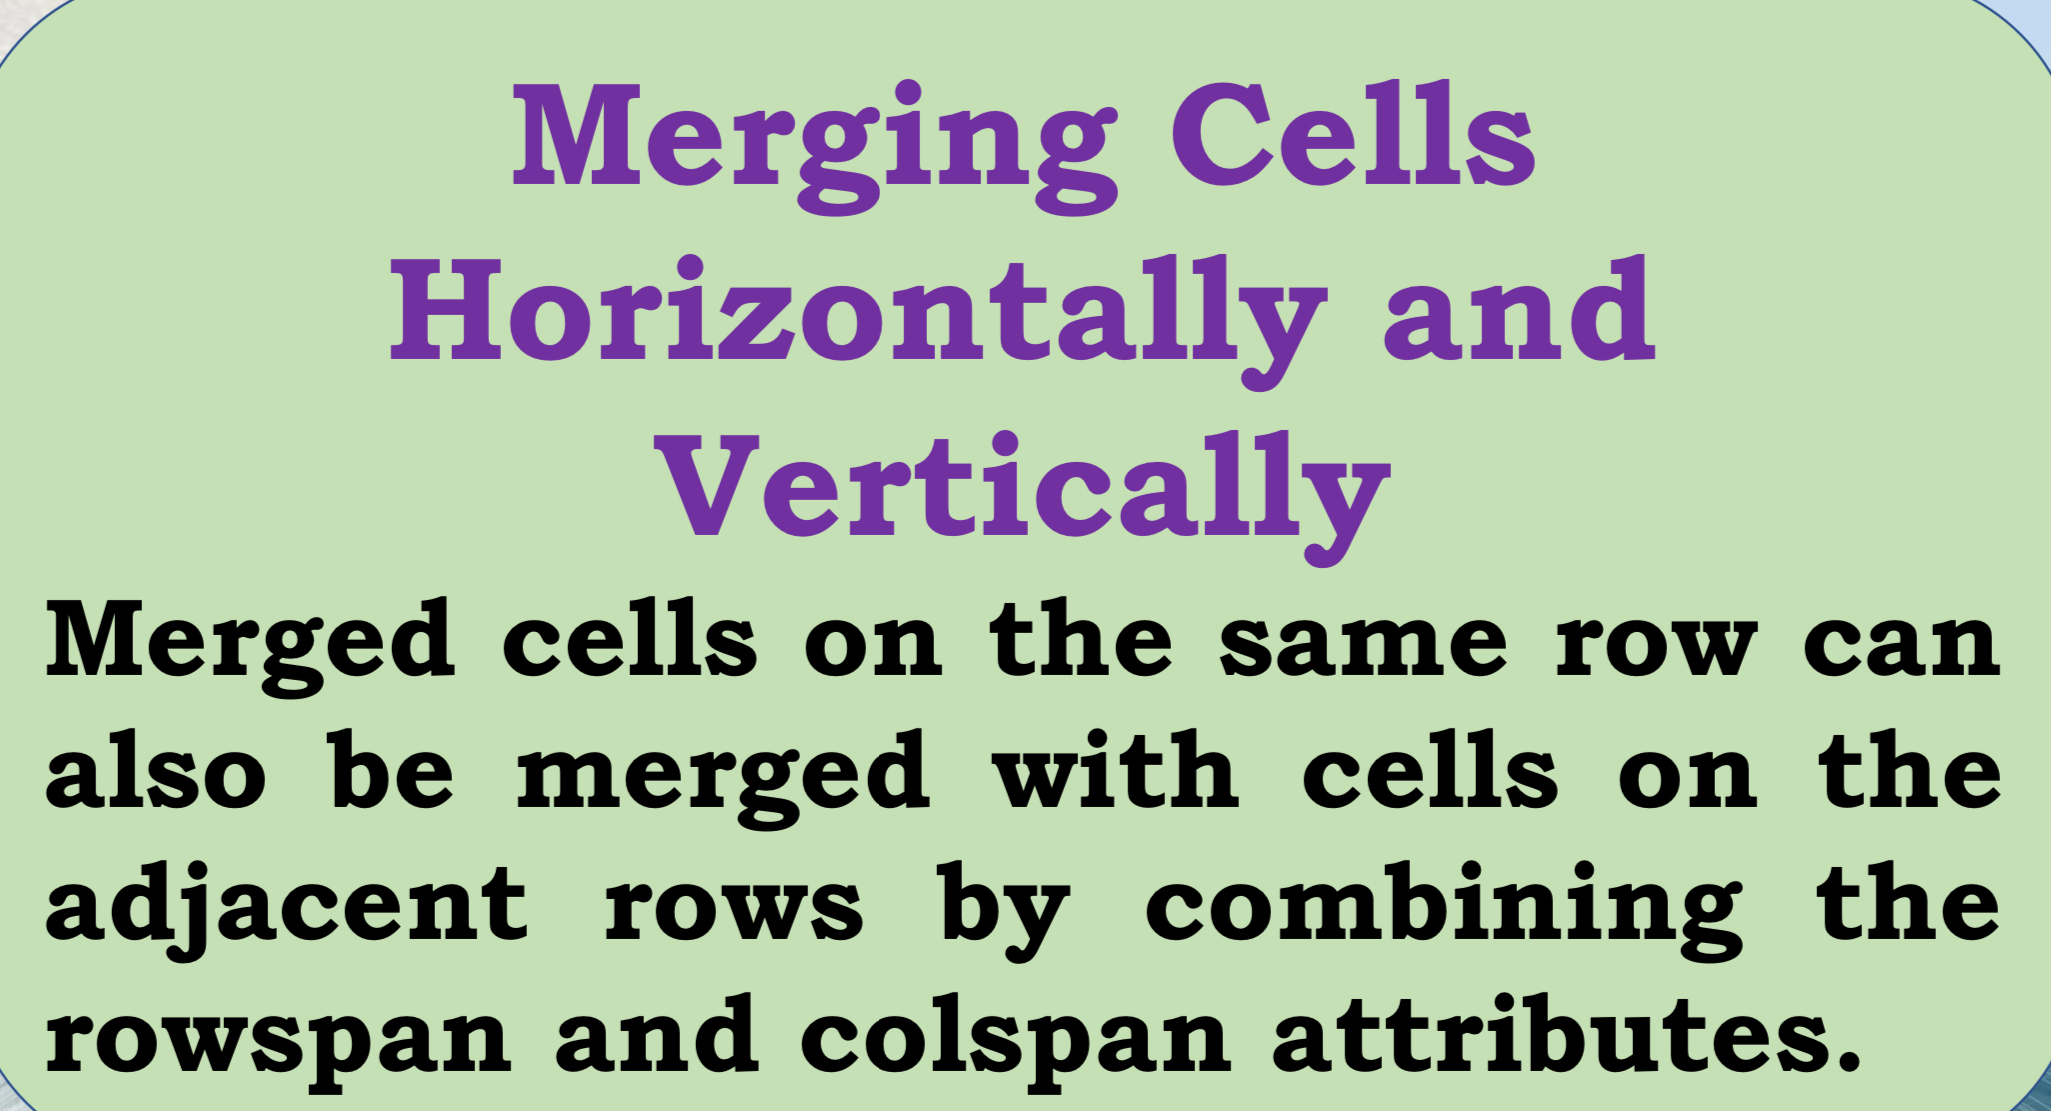 Merging Cells
Horizontally and
Vertically
Merged cells on the same row can
also be merged with cells on the
adjacent rows by combining the
rowspan and colspan attributes.